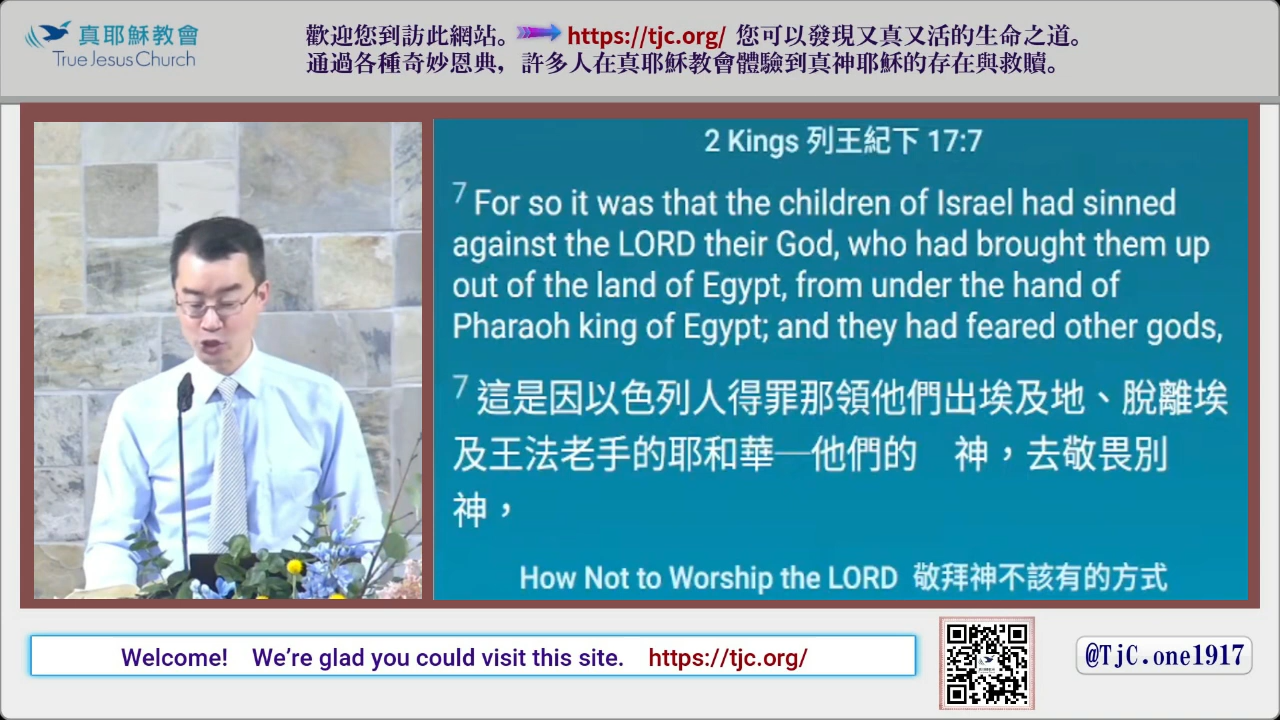 真耶穌教會
True Jesus Church
歡迎您到訪此網站。 https://tjc.org/ 您可以發現又真又活的生命之道。
通過各種奇妙恩典，許多人在真耶穌教會體驗到真神耶穌的存在與救贖。
2 Kings 列王紀下 17:7
7 For so it was that the children of Israel had sinned
against the LORD their God, who had brought them up
out of the land of Egypt, from under the hand of
Pharaoh king of Egypt; and they had feared other gods,
7 這是因以色列人得罪那領他們出埃及地、脫離埃
及王法老手的耶和華─他們的　神，去敬畏別
神，
How Not to Worship the LORD 敬拜神不該有的方式
Welcome! We’re glad you could visit this site. https://tjc.org/
@TjC.one1917